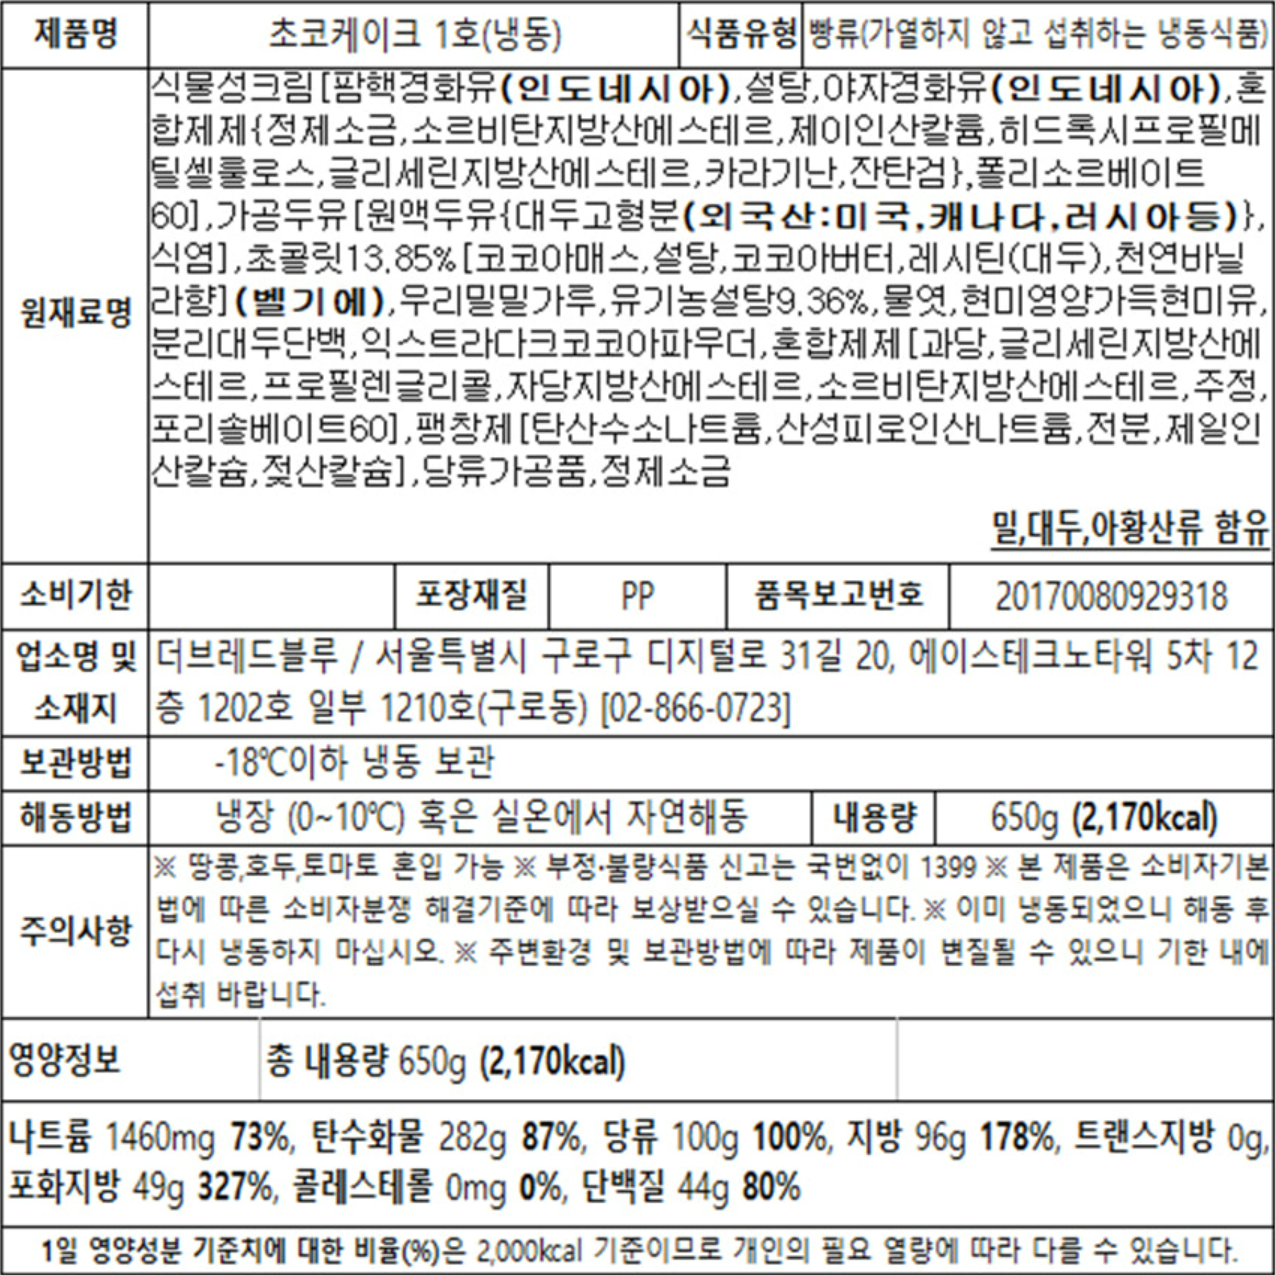 제품명 초코케이크 1호(냉동) 식품유형 빵류(가열하지 않고 섭취하는 냉동식품)
원재료명
식물성크림[팜핵경화유(인도네시아),설탕,야자경화유(인도네시아),혼
합제제{정제소금,소르비탄지방산에스테르,제이인산칼륨,히드록시프로필메
틸셀룰로스,글리세린지방산에스테르,카라기난,잔탄검},폴리소르베이트
60],가공두유[원액두유{대두고형분(외국산:미국,캐나다,러시아등)},
식염],초콜릿13.85%[코코아매스,설탕,코코아버터,레시틴(대두),천연바닐
라향](벨기에),우리밀밀가루,유기농설탕9.36%,물엿,현미영양가득현미유,
분리대두단백,익스트라다크코코아파우더,혼합제제[과당,글리세린지방산에
스테르,프로필렌글리콜,자당지방산에스테르,소르비탄지방산에스테르,주정,
포리솔베이트60],팽창제[탄산수소나트륨,산성피로인산나트륨,전분,제일인
산칼슘,젖산칼슘],당류가공품,정제소금
밀,대두,아황산류 함유
소비기한 포장재질 PP 품목보고번호 20170080929318
업소명 및
소재지
더브레드블루 / 서울특별시 구로구 디지털로 31길 20, 에이스테크노타워 5차 12
층 1202호 일부 1210호(구로동) [02-866-0723]
보관방법 -18℃이하 냉동 보관
해동방법 냉장 (0~10℃) 혹은 실온에서 자연해동 내용량 650g (2,170kcal)
주의사항
※ 땅콩,호두,토마토 혼입 가능 ※ 부정·불량식품 신고는 국번없이 1399 ※ 본 제품은 소비자기본
법에 따른 소비자분쟁 해결기준에 따라 보상받으실 수 있습니다. ※ 이미 냉동되었으니 해동 후
다시 냉동하지 마십시오. ※ 주변환경 및 보관방법에 따라 제품이 변질될 수 있으니 기한 내에
섭취 바랍니다.
영양정보 총 내용량 650g (2,170kcal)
나트륨 1460mg 73%, 탄수화물 282g 87%, 당류 100g 100%, 지방 96g 178%, 트랜스지방 0g,
포화지방 49g 327%, 콜레스테롤 0mg 0%, 단백질 44g 80%
1일 영양성분 기준치에 대한 비율(%)은 2,000kcal 기준이므로 개인의 필요 열량에 따라 다를 수 있습니다.